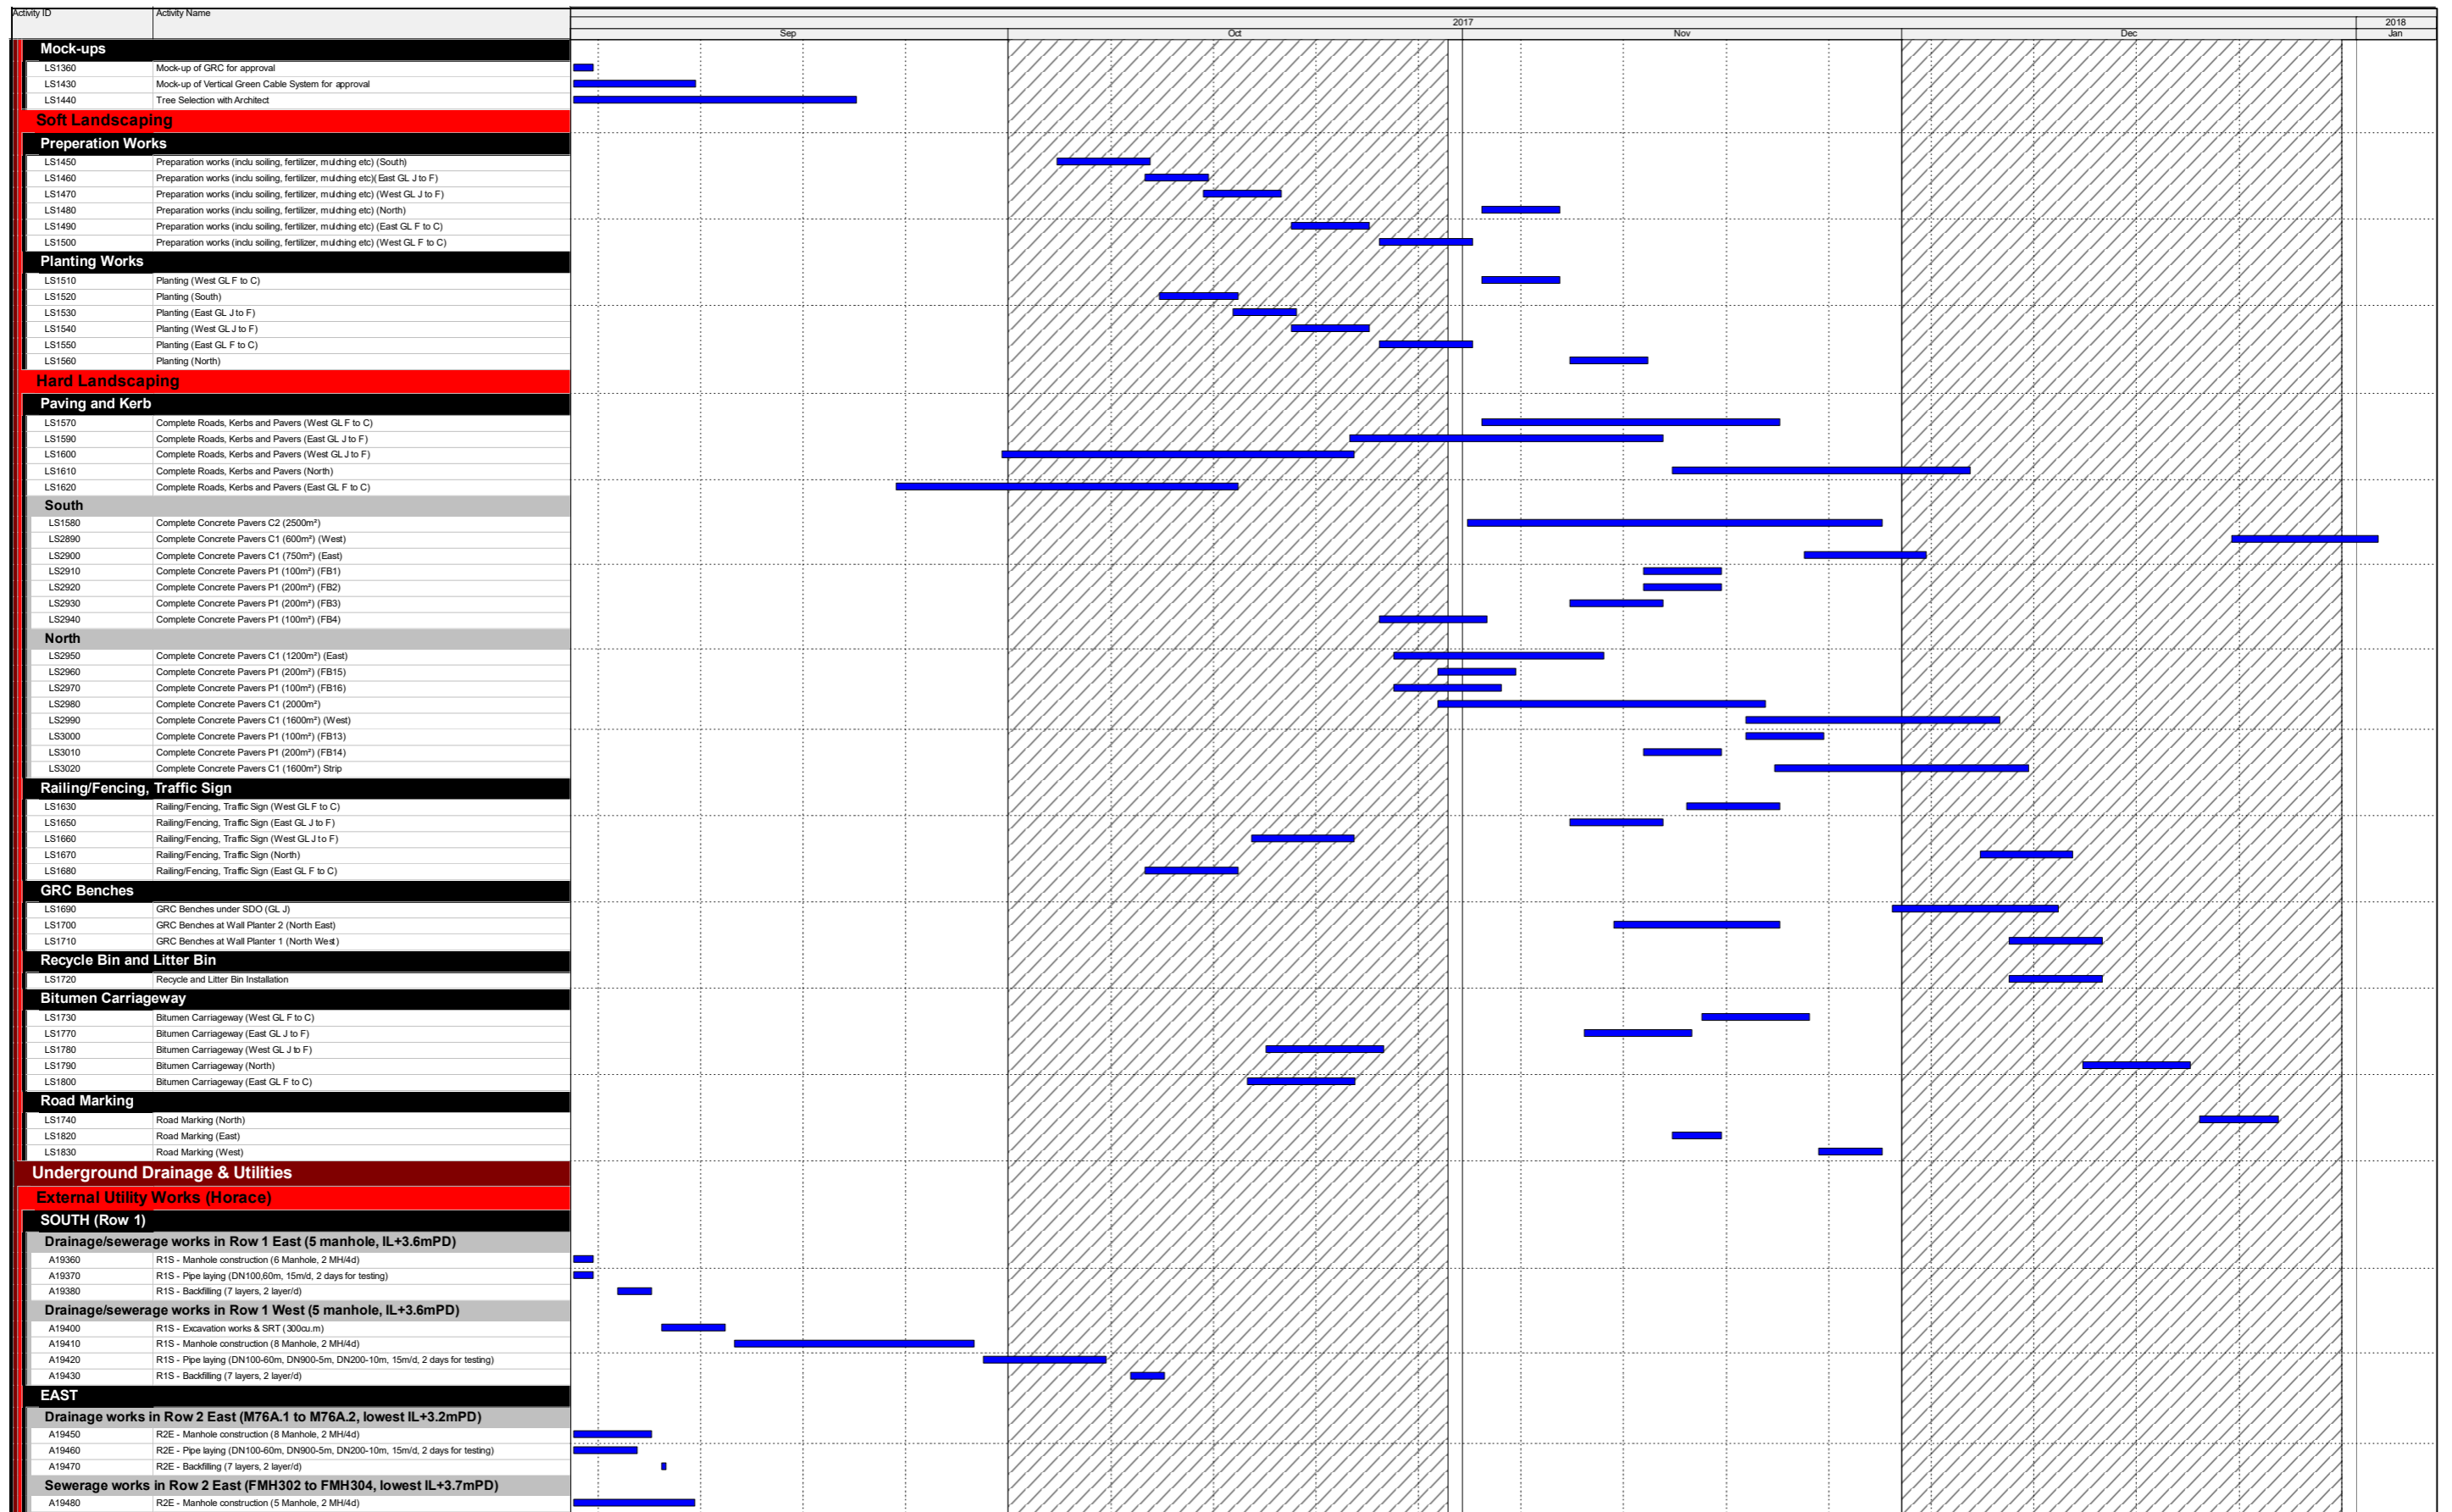 Activity ID Activity Name
2017 2018
Sep Oct Nov Dec Jan
Mock-ups
LS1360 Mock-up of GRC for approval
LS1430 Mock-up of Vertical Green Cable System for approval
LS1440 Tree Selection with Architect
Soft Landscaping
Preperation Works
LS1450 Preparation works (inclu soiling, fertilizer, mulching etc) (South)
LS1460 Preparation works (inclu soiling, fertilizer, mulching etc)(East GL J to F)
LS1470 Preparation works (inclu soiling, fertilizer, mulching etc) (West GL J to F)
LS1480 Preparation works (inclu soiling, fertilizer, mulching etc) (North)
LS1490 Preparation works (inclu soiling, fertilizer, mulching etc) (East GL F to C)
LS1500 Preparation works (inclu soiling, fertilizer, mulching etc) (West GL F to C)
Planting Works
LS1510 Planting (West GL F to C)
LS1520 Planting (South)
LS1530 Planting (East GL J to F)
LS1540 Planting (West GL J to F)
LS1550 Planting (East GL F to C)
LS1560 Planting (North)
Hard Landscaping
Paving and Kerb
LS1570 Complete Roads, Kerbs and Pavers (West GL F to C)
LS1590 Complete Roads, Kerbs and Pavers (East GL J to F)
LS1600 Complete Roads, Kerbs and Pavers (West GL J to F)
LS1610 Complete Roads, Kerbs and Pavers (North)
LS1620 Complete Roads, Kerbs and Pavers (East GL F to C)
South
LS1580 Complete Concrete Pavers C2 (2500m²)
LS2890 Complete Concrete Pavers C1 (600m²) (West)
LS2900 Complete Concrete Pavers C1 (750m²) (East)
LS2910 Complete Concrete Pavers P1 (100m²) (FB1)
LS2920 Complete Concrete Pavers P1 (200m²) (FB2)
LS2930 Complete Concrete Pavers P1 (200m²) (FB3)
LS2940 Complete Concrete Pavers P1 (100m²) (FB4)
North
LS2950 Complete Concrete Pavers C1 (1200m²) (East)
LS2960 Complete Concrete Pavers P1 (200m²) (FB15)
LS2970 Complete Concrete Pavers P1 (100m²) (FB16)
LS2980 Complete Concrete Pavers C1 (2000m²)
LS2990 Complete Concrete Pavers C1 (1600m²) (West)
LS3000 Complete Concrete Pavers P1 (100m²) (FB13)
LS3010 Complete Concrete Pavers P1 (200m²) (FB14)
LS3020 Complete Concrete Pavers C1 (1600m²) Strip
Railing/Fencing, Traffic Sign
LS1630 Railing/Fencing, Traffic Sign (West GL F to C)
LS1650 Railing/Fencing, Traffic Sign (East GL J to F)
LS1660 Railing/Fencing, Traffic Sign (West GL J to F)
LS1670 Railing/Fencing, Traffic Sign (North)
LS1680 Railing/Fencing, Traffic Sign (East GL F to C)
GRC Benches
LS1690 GRC Benches under SDO (GL J)
LS1700 GRC Benches at Wall Planter 2 (North East)
LS1710 GRC Benches at Wall Planter 1 (North West)
Recycle Bin and Litter Bin
LS1720 Recycle and Litter Bin Installation
Bitumen Carriageway
LS1730 Bitumen Carriageway (West GL F to C)
LS1770 Bitumen Carriageway (East GL J to F)
LS1780 Bitumen Carriageway (West GL J to F)
LS1790 Bitumen Carriageway (North)
LS1800 Bitumen Carriageway (East GL F to C)
Road Marking
LS1740 Road Marking (North)
LS1820 Road Marking (East)
LS1830 Road Marking (West)
Underground Drainage & Utilities
External Utility Works (Horace)
SOUTH (Row 1)
Drainage/sewerage works in Row 1 East (5 manhole, IL+3.6mPD)
A19360 R1S - Manhole construction (6 Manhole, 2 MH/4d)
A19370 R1S - Pipe laying (DN100,60m, 15m/d, 2 days for testing)
A19380 R1S - Backfilling (7 layers, 2 layer/d)
Drainage/sewerage works in Row 1 West (5 manhole, IL+3.6mPD)
A19400 R1S - Excavation works & SRT (300cu.m)
A19410 R1S - Manhole construction (8 Manhole, 2 MH/4d)
A19420 R1S - Pipe laying (DN100-60m, DN900-5m, DN200-10m, 15m/d, 2 days for testing)
A19430 R1S - Backfilling (7 layers, 2 layer/d)
EAST
Drainage works in Row 2 East (M76A.1 to M76A.2, lowest IL+3.2mPD)
A19450 R2E - Manhole construction (8 Manhole, 2 MH/4d)
A19460 R2E - Pipe laying (DN100-60m, DN900-5m, DN200-10m, 15m/d, 2 days for testing)
A19470 R2E - Backfilling (7 layers, 2 layer/d)
Sewerage works in Row 2 East (FMH302 to FMH304, lowest IL+3.7mPD)
A19480 R2E - Manhole construction (5 Manhole, 2 MH/4d)